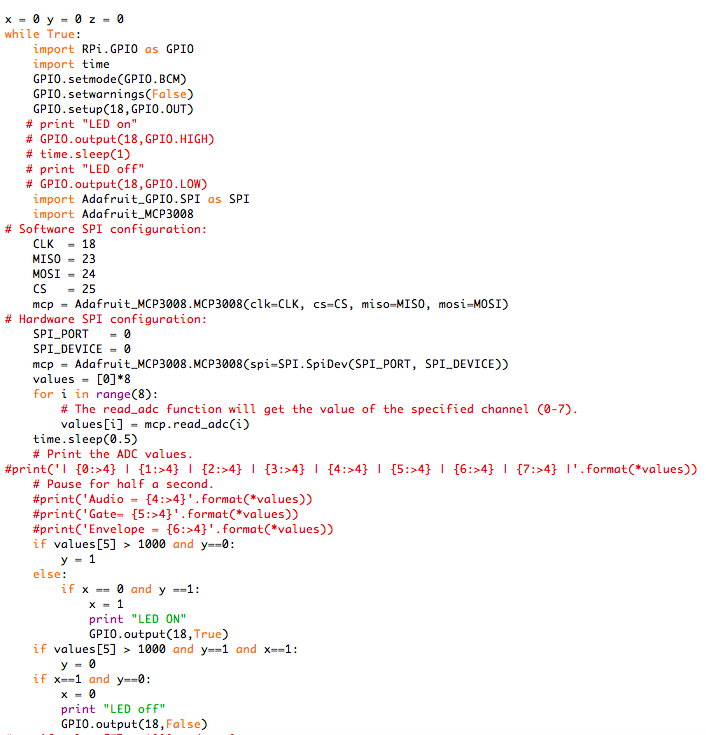 x = 0 y = 0 z = 0
while True:
    import RPi.GPIO as GPIO
    import time
    GPIO.setmode(GPIO.BCM)
    GPIO.setwarnings(False)
    GPIO.setup(18,GPIO.OUT)
   # print "LED on"
   # GPIO.output(18,GPIO.HIGH)
   # time.sleep(1)
   # print "LED off"
   # GPIO.output(18,GPIO.LOW)
    import Adafruit_GPIO.SPI as SPI
    import Adafruit_MCP3008
# Software SPI configuration:
    CLK  = 18
    MISO = 23
    MOSI = 24
    CS   = 25
    mcp = Adafruit_MCP3008.MCP3008(clk=CLK, cs=CS, miso=MISO, mosi=MOSI)
# Hardware SPI configuration:
    SPI_PORT   = 0
    SPI_DEVICE = 0
    mcp = Adafruit_MCP3008.MCP3008(spi=SPI.SpiDev(SPI_PORT, SPI_DEVICE))
    values = [0]*8
    for i in range(8):
        # The read_adc function will get the value of the specified channel (0-7).
        values[i] = mcp.read_adc(i)
    time.sleep(0.5)
    # Print the ADC values.
#print('| {0:>4} | {1:>4} | {2:>4} | {3:>4} | {4:>4} | {5:>4} | {6:>4} | {7:>4} |'.format(*values))
    # Pause for half a second.
    #print('Audio = {4:>4}'.format(*values))
    #print('Gate= {5:>4}'.format(*values))
    #print('Envelope = {6:>4}'.format(*values))
    if values[5] > 1000 and y==0:
        y = 1
    else:
        if x == 0 and y ==1:
            x = 1
            print "LED ON"
            GPIO.output(18,True)
    if values[5] > 1000 and y==1 and x==1:
        y = 0
    if x==1 and y==0:
        x = 0
        print "LED off"
        GPIO.output(18,False)